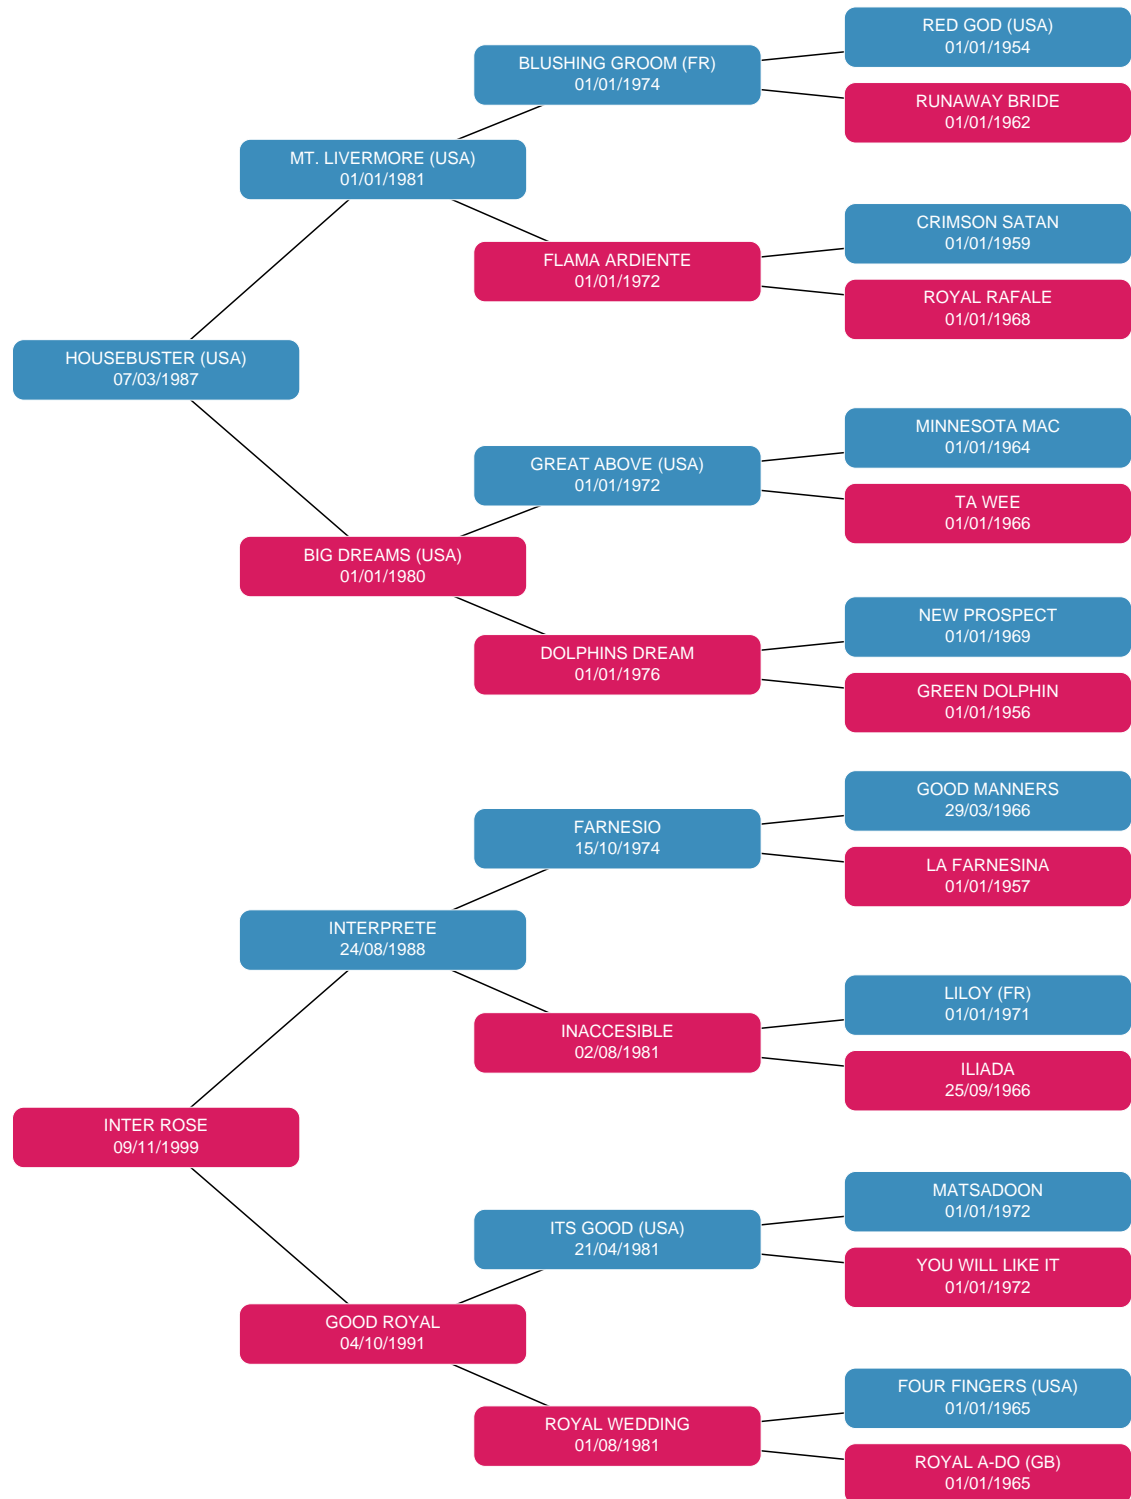 RED GOD (USA)
01/01/1954
BLUSHING GROOM (FR)
01/01/1974
RUNAWAY BRIDE
01/01/1962
MT. LIVERMORE (USA)
01/01/1981
CRIMSON SATAN
01/01/1959
FLAMA ARDIENTE
01/01/1972
ROYAL RAFALE
01/01/1968
HOUSEBUSTER (USA)
07/03/1987
MINNESOTA MAC
01/01/1964
GREAT ABOVE (USA)
01/01/1972
TA WEE
01/01/1966
BIG DREAMS (USA)
01/01/1980
NEW PROSPECT
01/01/1969
DOLPHINS DREAM
01/01/1976
GREEN DOLPHIN
01/01/1956
GOOD MANNERS
29/03/1966
FARNESIO
15/10/1974
LA FARNESINA
01/01/1957
INTERPRETE
24/08/1988
LILOY (FR)
01/01/1971
INACCESIBLE
02/08/1981
ILIADA
25/09/1966
INTER ROSE
09/11/1999
MATSADOON
01/01/1972
ITS GOOD (USA)
21/04/1981
YOU WILL LIKE IT
01/01/1972
GOOD ROYAL
04/10/1991
FOUR FINGERS (USA)
01/01/1965
ROYAL WEDDING
01/08/1981
ROYAL A-DO (GB)
01/01/1965